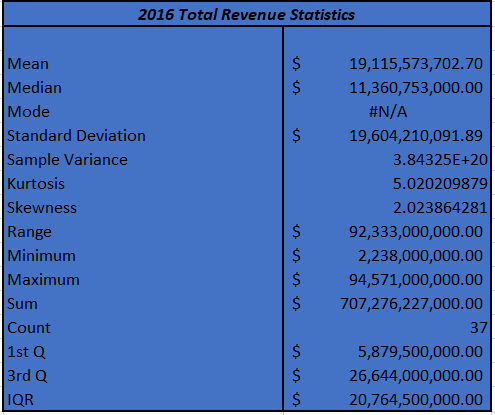 2016 Total Revenue Statistics
Mean $ 19,115,573,702.70
Median $ 11,360,753,000.00
Mode #N/A
Standard Deviation $ 19,604,210,091.89
Sample Variance 3.84325E+20
Kurtosis 5.020209879
Skewness 2.023864281
Range $ 92,333,000,000.00
Minimum $ 2,238,000,000.00
Maximum $ 94,571,000,000.00
Sum $ 707,276,227,000.00
Count 37
1st Q $ 5,879,500,000.00
3rd Q $ 26,644,000,000.00
IQR $ 20,764,500,000.00